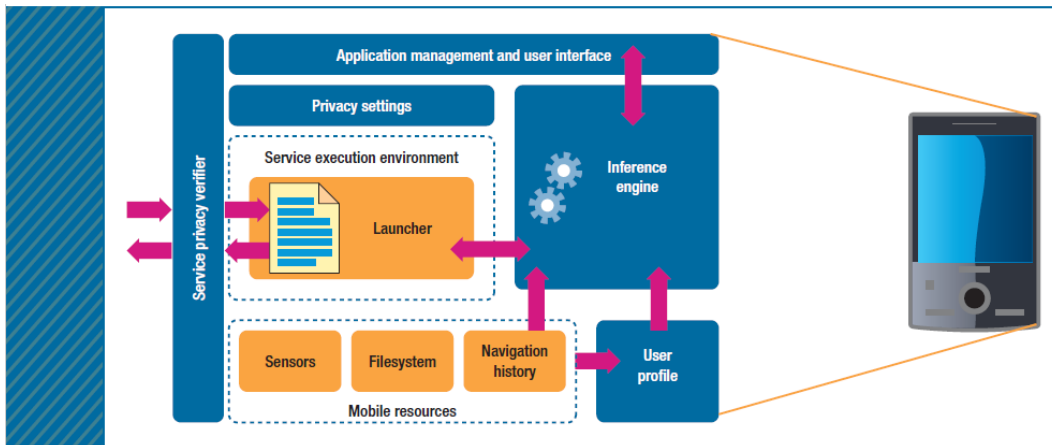 Application management and user interface
Privacy settings
Service privacy verifier
Service execution environment
Launcher
Inference
engine
Sensors
Filesystem
Navigation
history
Mobile resources
User
profile